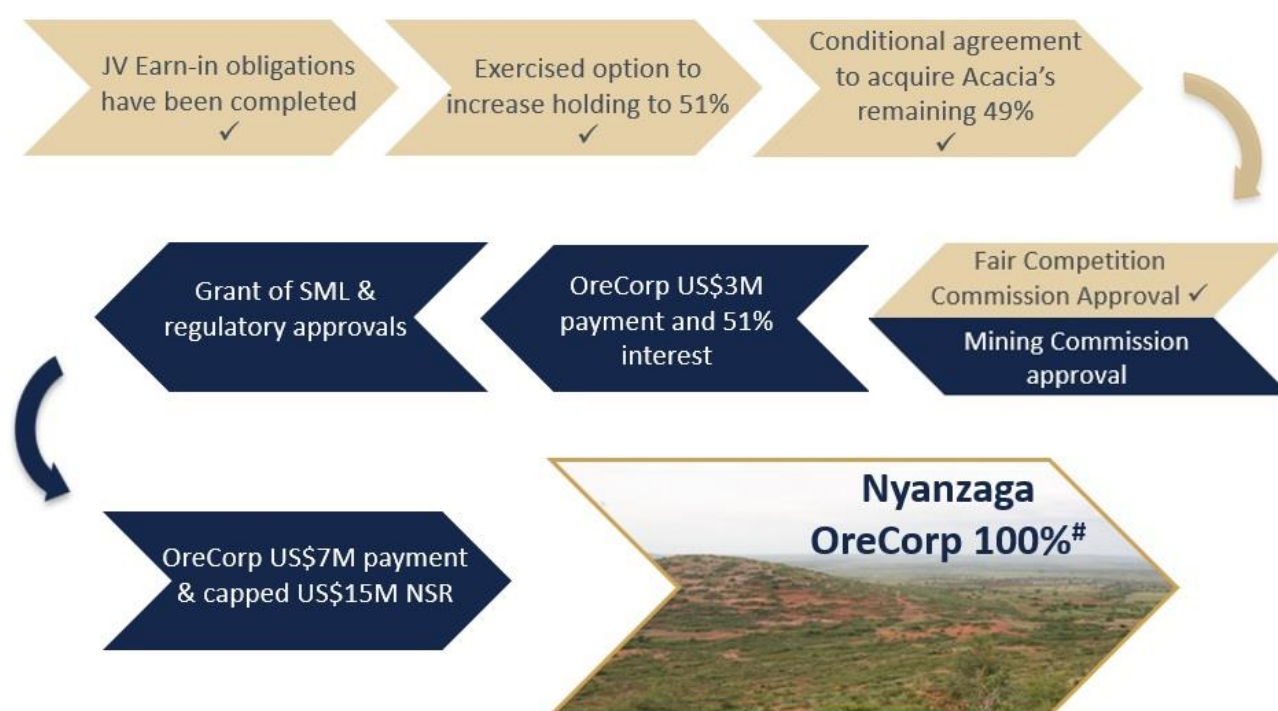 JV Earn-in obligations
have been completed
✓
Exercised option to
increase holding to 51%
✓
Conditional agreement
to acquire Acacia’s
remaining 49%
✓
Fair Competition
Commission Approval ✓
Mining Commission
approval
OreCorp US$3M
payment and 51%
interest
Grant of SML &
regulatory approvals
OreCorp US$7M payment
& capped US$15M NSR
Nyanzaga
OreCorp 100%#